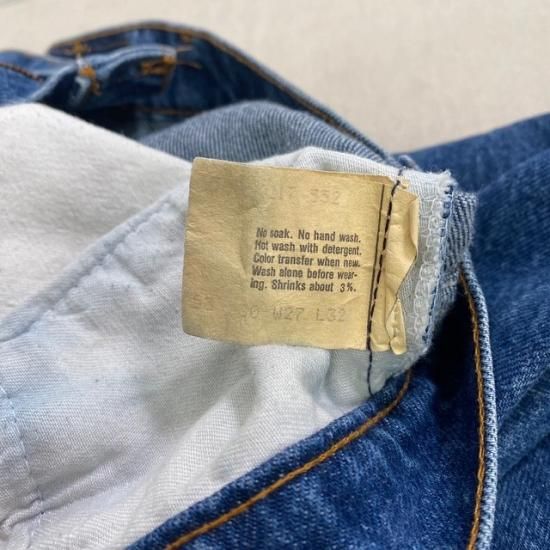 552
No soak. No hand wash.
Hot wash with detergent.
Color transfer when new.
Wash alone before wear-
ing. Shrinks about 3%.
W27 L32